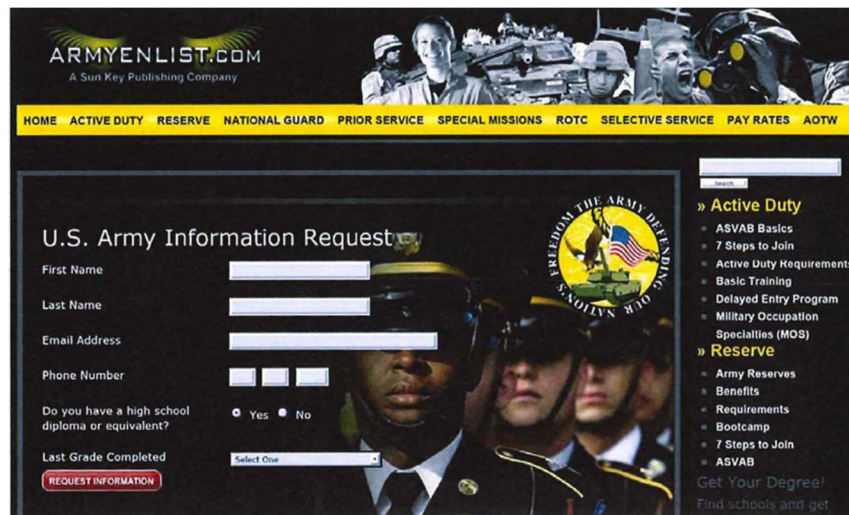 ARMYENLIST.COM
A Sun Key Publishing Company
HOME ACTIVE DUTY RESERVE NATIONAL GUARD PRIOR SERVICE SPECIAL MISSIONS ROTC SELECTIVE SERVICE PAY RATES AOTW
Search
U.S. Army Information Request
FREEDOM THE ARMY DEFENDING OUR NATION'S
First Name
Last Name
Email Address
Phone Number
Do you have a high school
diploma or equivalent?
Yes No
Last Grade Completed
Select One
REQUEST INFORMATION
» Active Duty
ASVAB Basics
7 Steps to Join
Active Duty Requirements
Basic Training
Delayed Entry Program
Military Occupation
Specialties (MOS)
» Reserve
Army Reserves
Benefits
Requirements
Bootcamp
7 Steps to Join
ASVAB
Get Your Degree!
Find schools and get